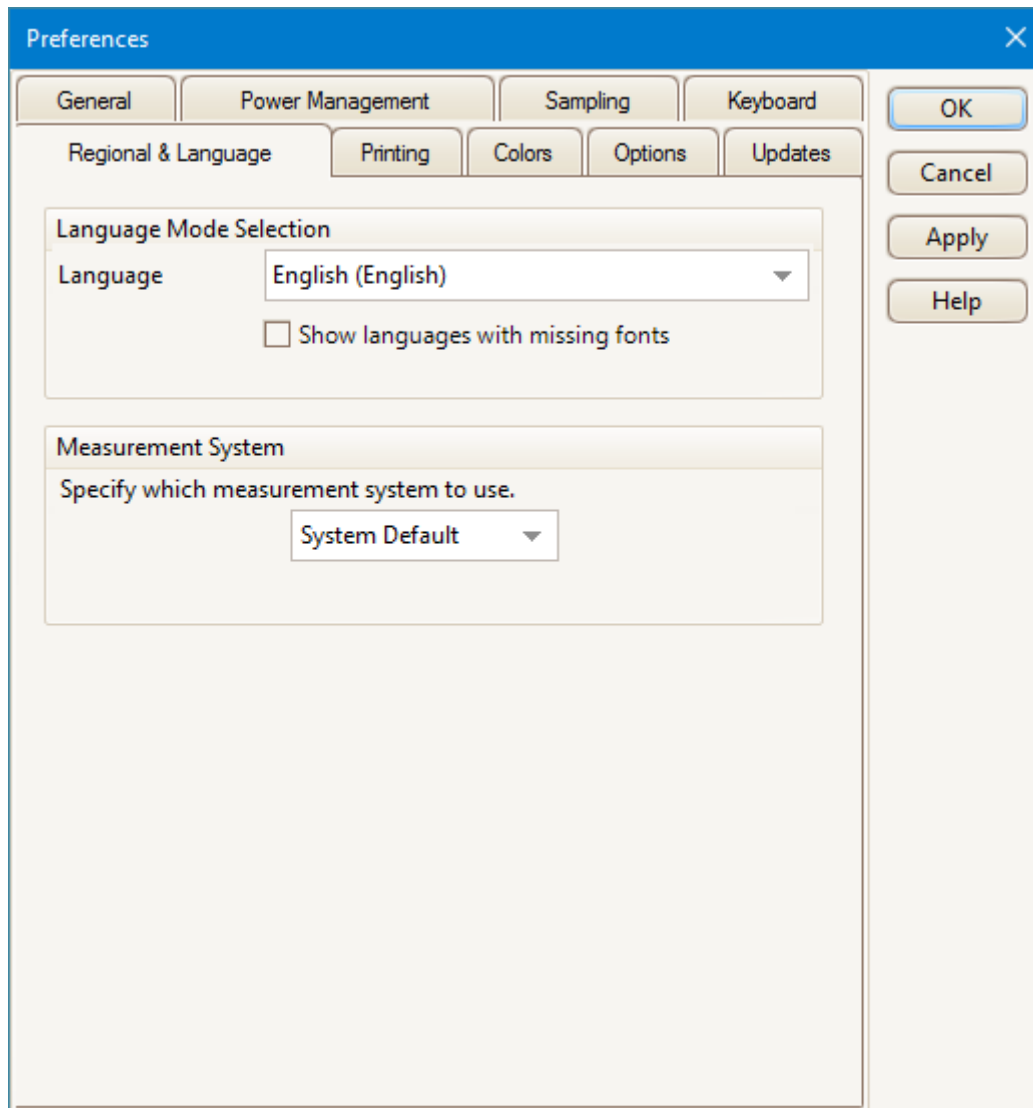 Preferences
General Power Management Sampling Keyboard
Regional & Language Printing Colors Options Updates
OK
Cancel
Apply
Help
Language Mode Selection
Language English (English)
Show languages with missing fonts
Measurement System
Specify which measurement system to use.
System Default